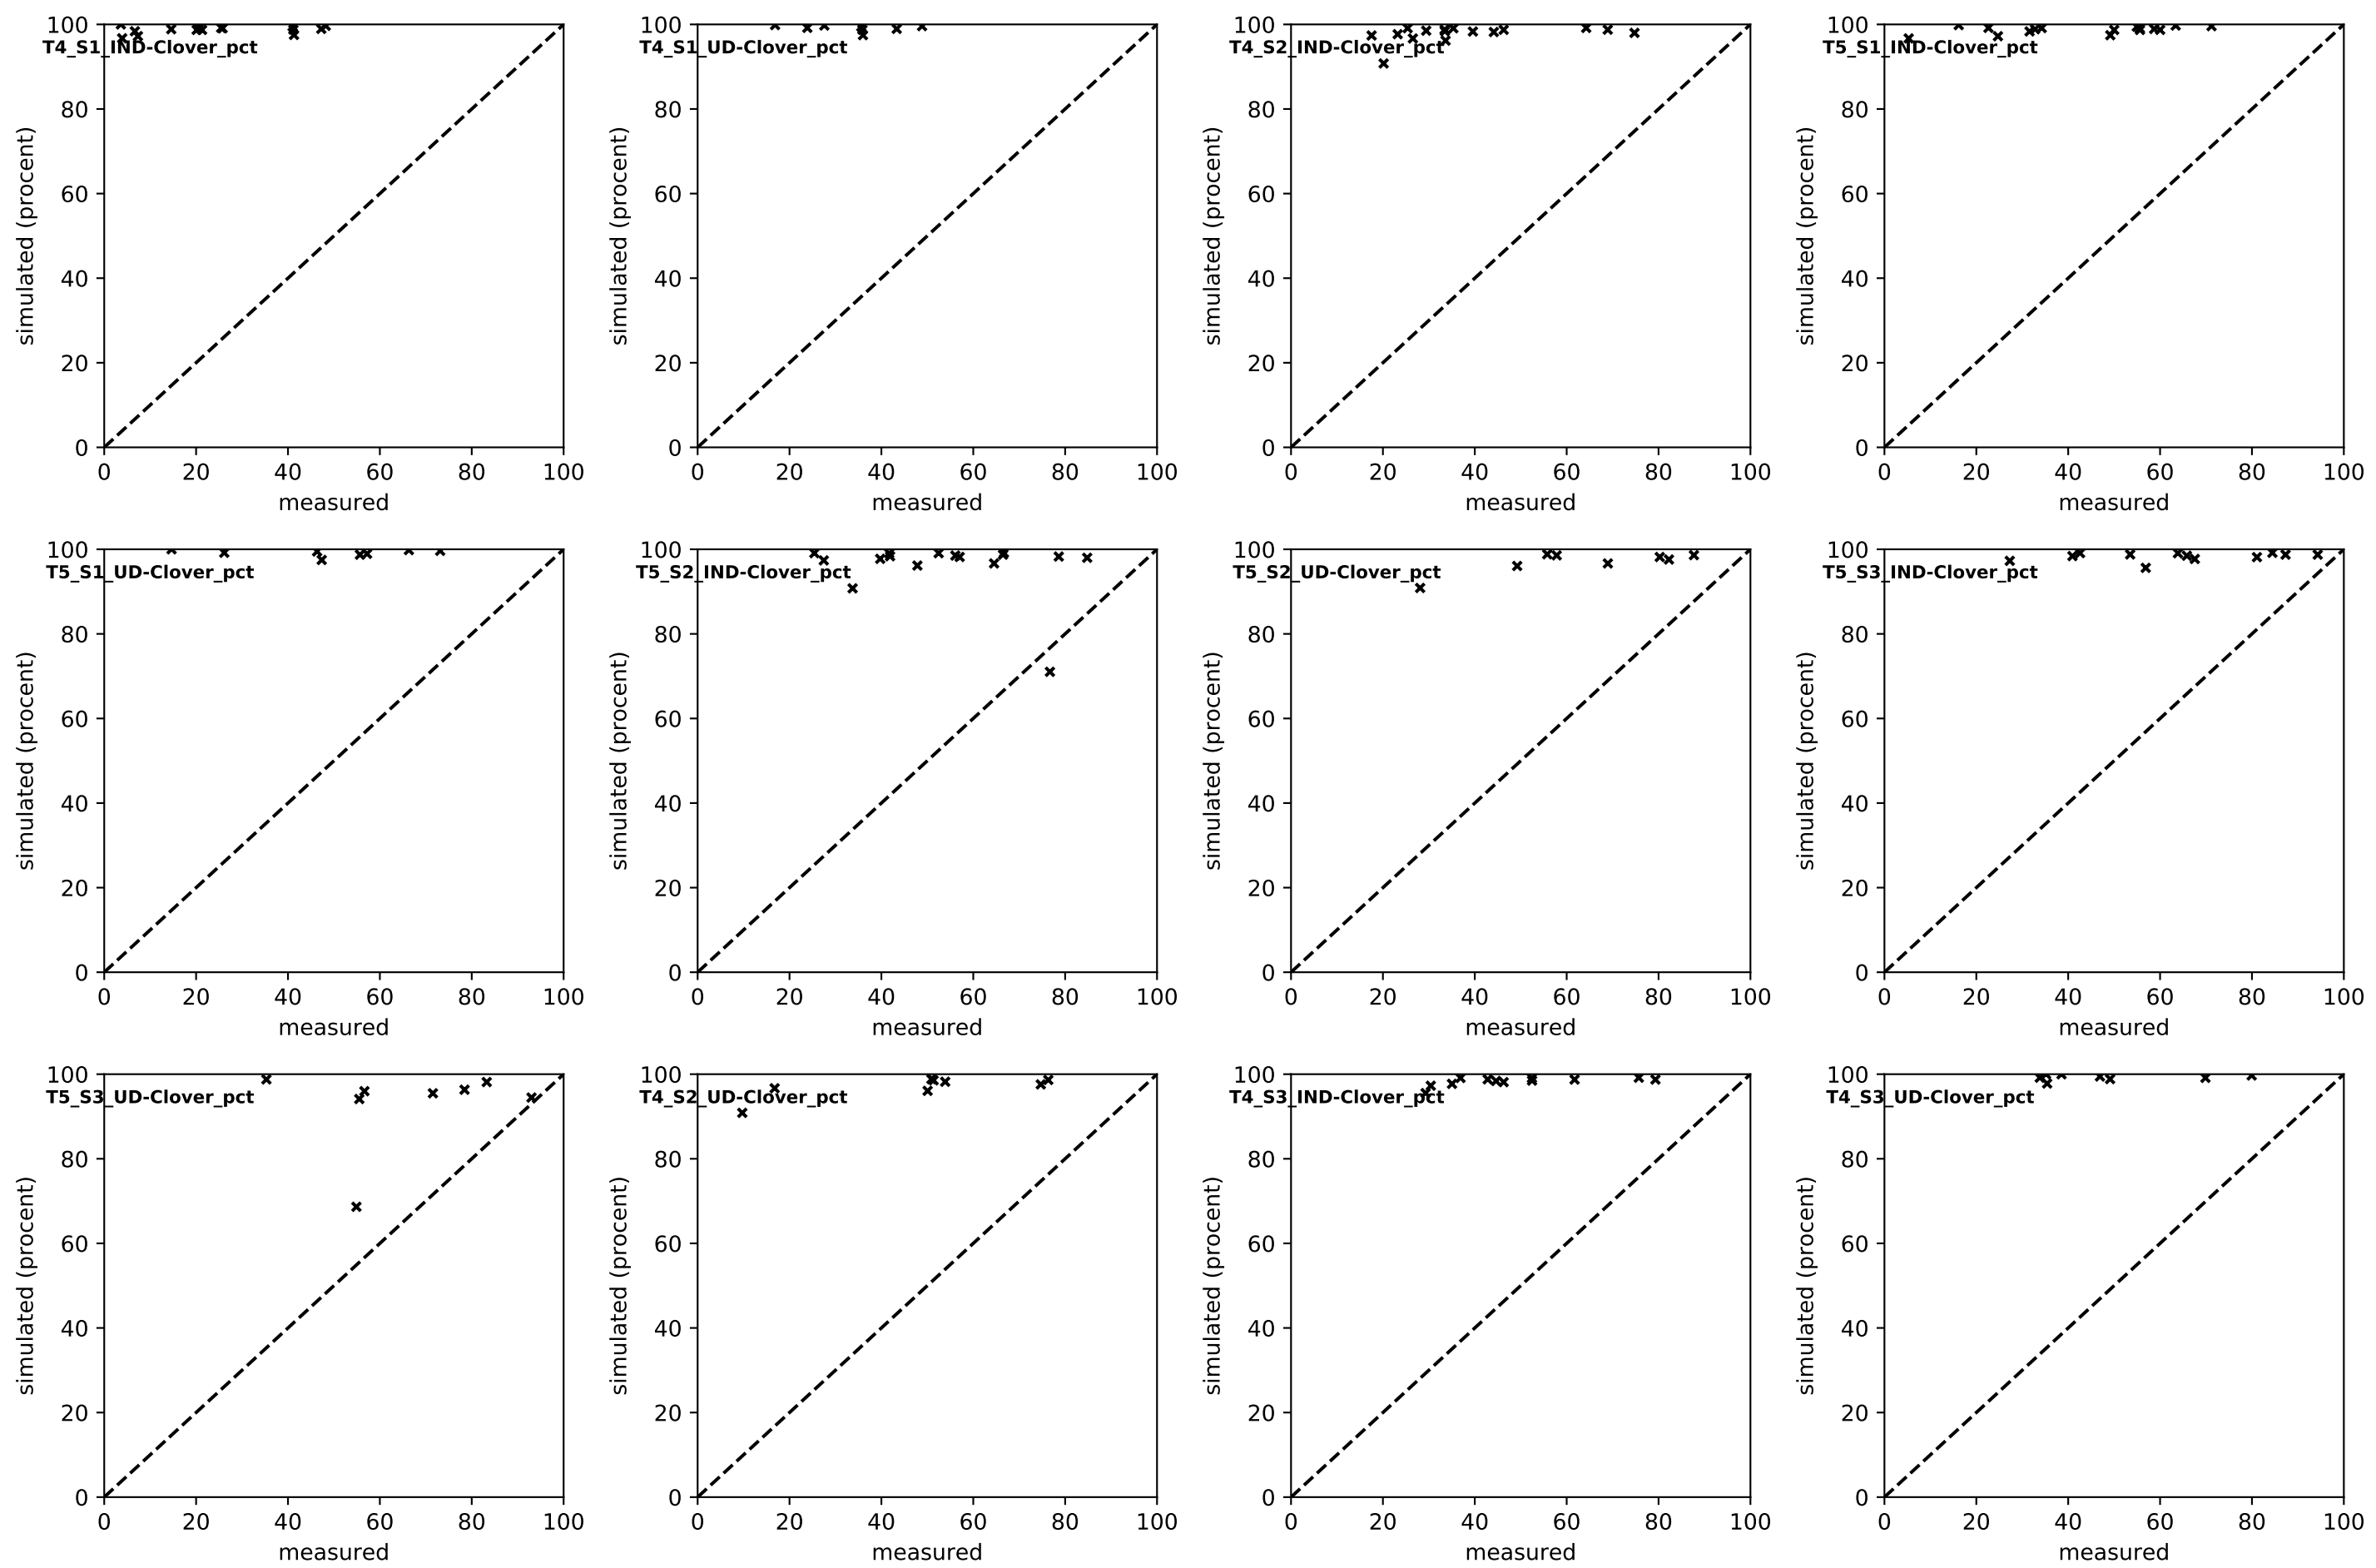 100
T4_S1_IND-Clover_pct
80
60
40
20
0
simulated (procent)
0 20 40 60 80 100
measured
100
T4_S1_UD-Clover_pct
80
60
40
20
0
simulated (procent)
0 20 40 60 80 100
measured
100
T4_S2_IND-Clover_pct
80
60
40
20
0
simulated (procent)
0 20 40 60 80 100
measured
100
T5_S1_IND-Clover_pct
80
60
40
20
0
simulated (procent)
0 20 40 60 80 100
measured
100
T5_S1_UD-Clover_pct
80
60
40
20
0
simulated (procent)
0 20 40 60 80 100
measured
100
T5_S2_IND-Clover_pct
80
60
40
20
0
simulated (procent)
0 20 40 60 80 100
measured
100
T5_S2_UD-Clover_pct
80
60
40
20
0
simulated (procent)
0 20 40 60 80 100
measured
100
T5_S3_IND-Clover_pct
80
60
40
20
0
simulated (procent)
0 20 40 60 80 100
measured
100
T5_S3_UD-Clover_pct
80
60
40
20
0
simulated (procent)
0 20 40 60 80 100
measured
100
T4_S2_UD-Clover_pct
80
60
40
20
0
simulated (procent)
0 20 40 60 80 100
measured
100
T4_S3_IND-Clover_pct
80
60
40
20
0
simulated (procent)
0 20 40 60 80 100
measured
100
T4_S3_UD-Clover_pct
80
60
40
20
0
simulated (procent)
0 20 40 60 80 100
measured